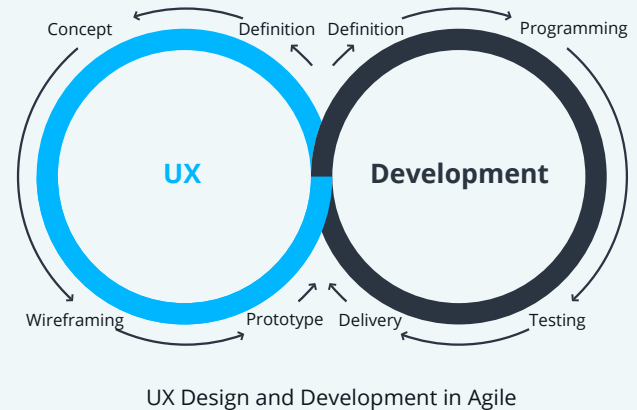 Concept
Definition
Definition
Programming
UX
Development
Wireframing
Prototype
Delivery
Testing
UX Design and Development in Agile